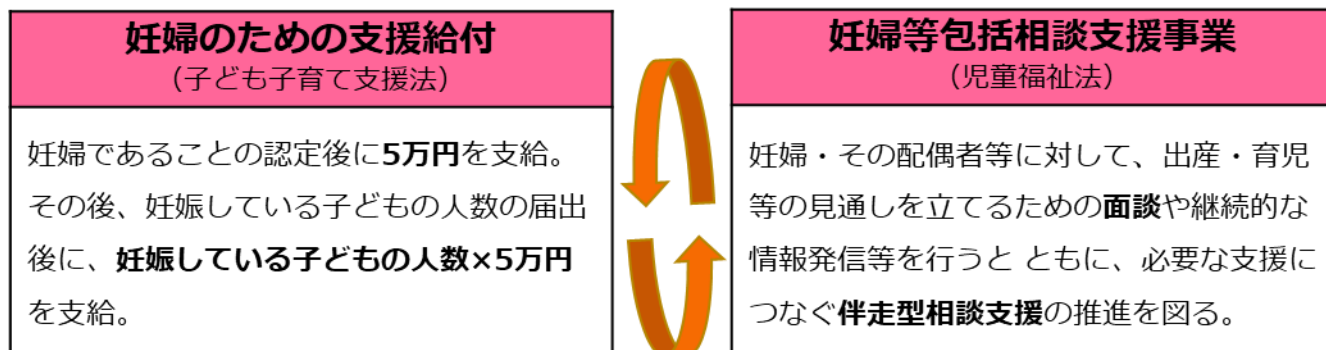 妊婦のための支援給付
（子ども子育て支援法）
妊婦であることの認定後に5万円を支給。
その後、妊娠している子どもの人数の届出
後に、妊娠している子どもの人数×5万円
を支給。
妊婦等包括相談支援事業
（児童福祉法）
妊婦・その配偶者等に対して、出産・育児
等の見通しを立てるための面談や継続的な
情報発信等を行うと ともに、必要な支援に
つなぐ伴走型相談支援の推進を図る。